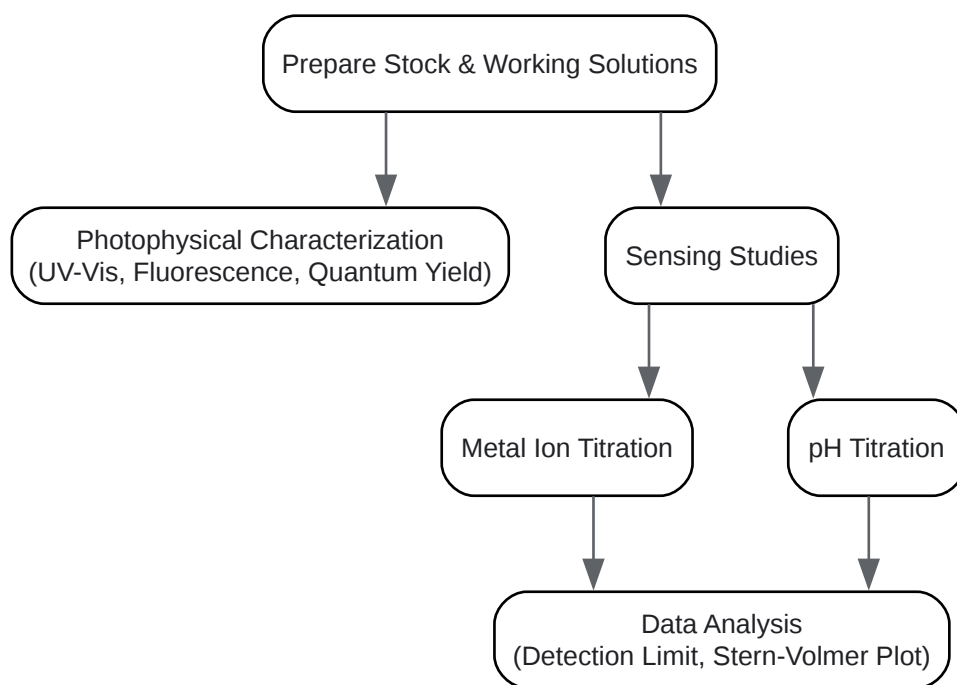 Prepare Stock & Working Solutions
Photophysical Characterization
(UV-Vis, Fluorescence, Quantum Yield)
Sensing Studies
Metal Ion Titration
pH Titration
Data Analysis
(Detection Limit, Stern-Volmer Plot)